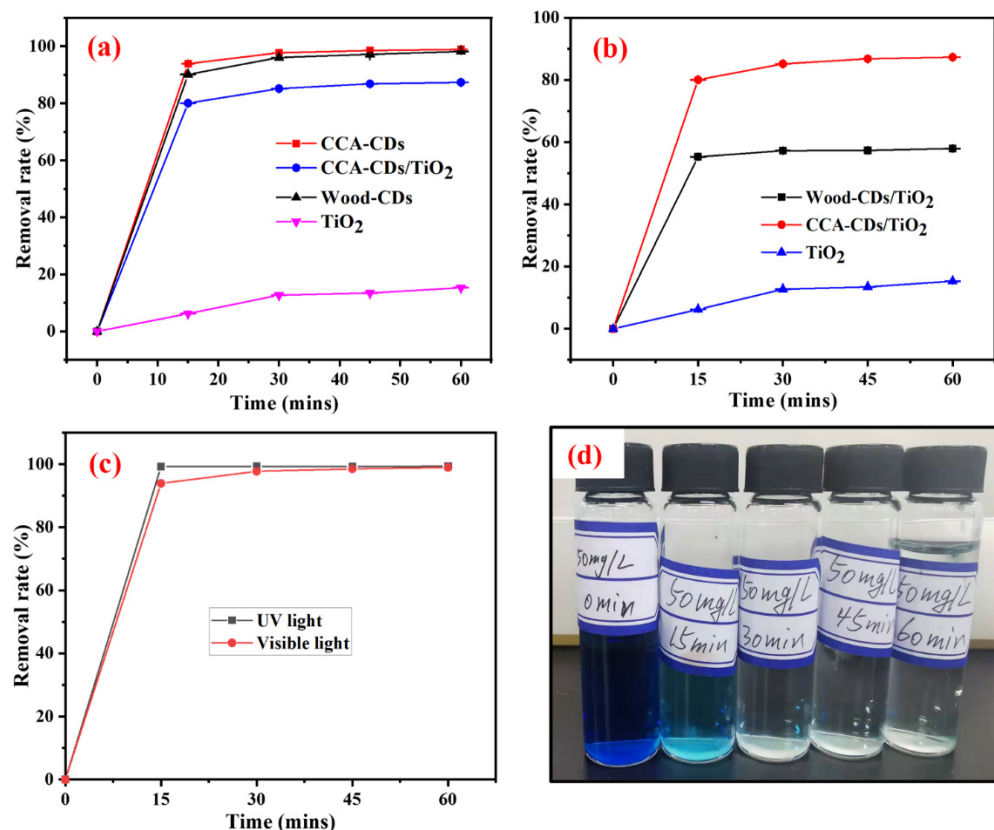 (a)
100
80
60
40
20
0
Removal rate (%)
CCA-CDs
CCA-CDs/TiO₂
Wood-CDs
TiO₂
0 10 20 30 40 50 60
Time (mins)
(b)
100
80
60
40
20
0
Removal rate (%)
Wood-CDs/TiO₂
CCA-CDs/TiO₂
TiO₂
0 15 30 45 60
Time (mins)
(c)
100
80
60
40
20
0
Removal rate (%)
UV light
Visible light
0 15 30 45 60
Time (mins)
(d)
50mg/L
0min
50mg/L
15min
50mg/L
30min
50mg/L
45min
50mg/L
60min